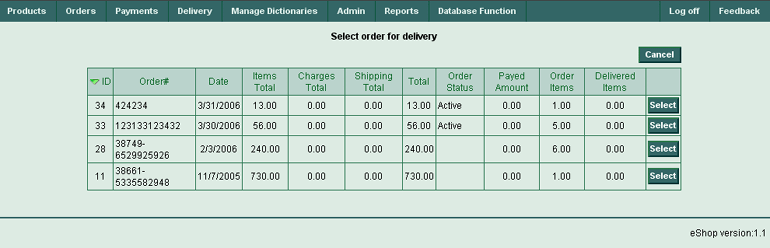 Products Orders Payments Delivery Manage Dictionaries Admin Reports Database Function Log off Feedback
Select order for delivery
Cancel
ID Order# Date Items Total Charges Total Shipping Total Total Order Status Payed Amount Order Items Delivered Items
34 424234 3/31/2006 13.00 0.00 0.00 13.00 Active 0.00 1.00 0.00 Select
33 123133123432 3/30/2006 56.00 0.00 0.00 56.00 Active 0.00 5.00 0.00 Select
28 38749-6529925926 2/3/2006 240.00 0.00 0.00 240.00 0.00 6.00 0.00 Select
11 38661-5335582948 11/7/2005 730.00 0.00 0.00 730.00 0.00 1.00 0.00 Select
eShop version:1.1